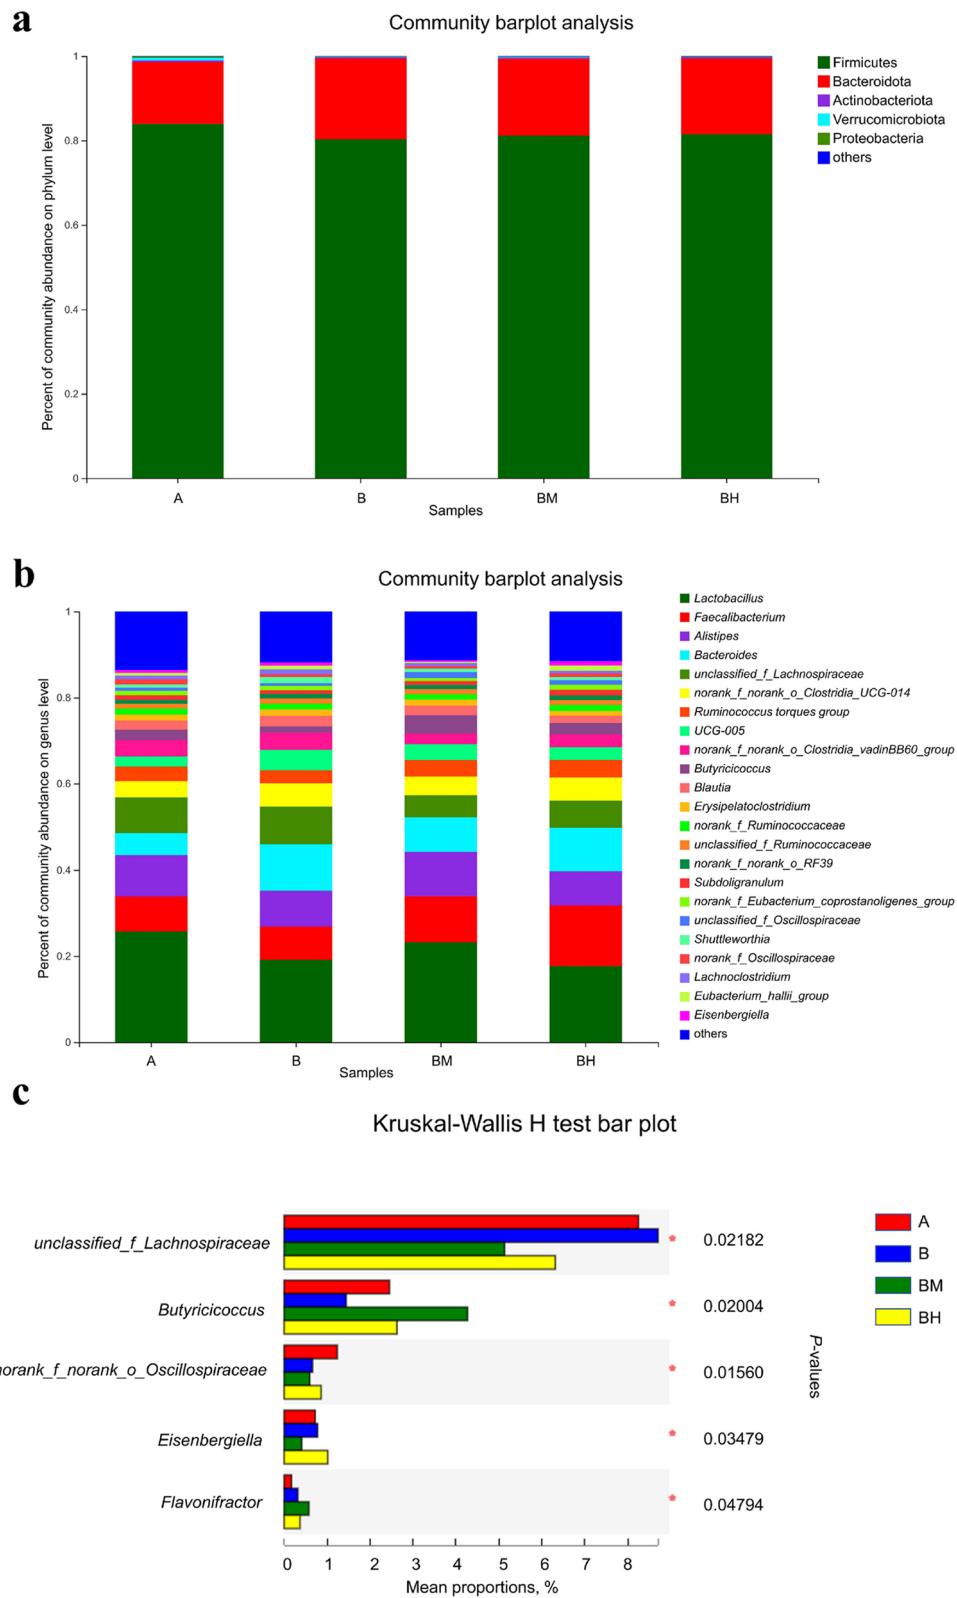 a
Community barplot analysis
Percent of community abundance on phylum level
1
0.8
0.6
0.4
0.2
0
A
B
BM
BH
Samples
Firmicutes
Bacteroidota
Actinobacteriota
Verrucomicrobiota
Proteobacteria
others
b
Community barplot analysis
Percent of community abundance on genus level
1
0.8
0.6
0.4
0.2
0
A
B
BM
BH
Samples
Lactobacillus
Faecalibacterium
Alistipes
Bacteroides
unclassified_f_Lachnospiraceae
norank_f_norank_o_Clostridia_UCG-014
Ruminococcus torques group
UCG-005
norank_f_norank_o_Clostridia_vadinBB60_group
Butyricicoccus
Blautia
Erysipelatoclostridium
norank_f_Ruminococcaceae
unclassified_f_Ruminococcaceae
norank_f_norank_o_RF39
Subdoligranulum
norank_f_Eubacterium_coprostanoligenes_group
unclassified_f_Oscillospiraceae
Shuttleworthia
norank_f_Oscillospiraceae
Lachnoclostridium
Eubacterium_hallii_group
Eisenbergiella
others
c
Kruskal-Wallis H test bar plot
unclassified_f_Lachnospiraceae
* 0.02182
Butyricicoccus
* 0.02004
norank_f_norank_o_Oscillospiraceae
* 0.01560
Eisenbergiella
* 0.03479
Flavonifractor
* 0.04794
0 1 2 3 4 5 6 7 8
Mean proportions, %
P-values
A
B
BM
BH